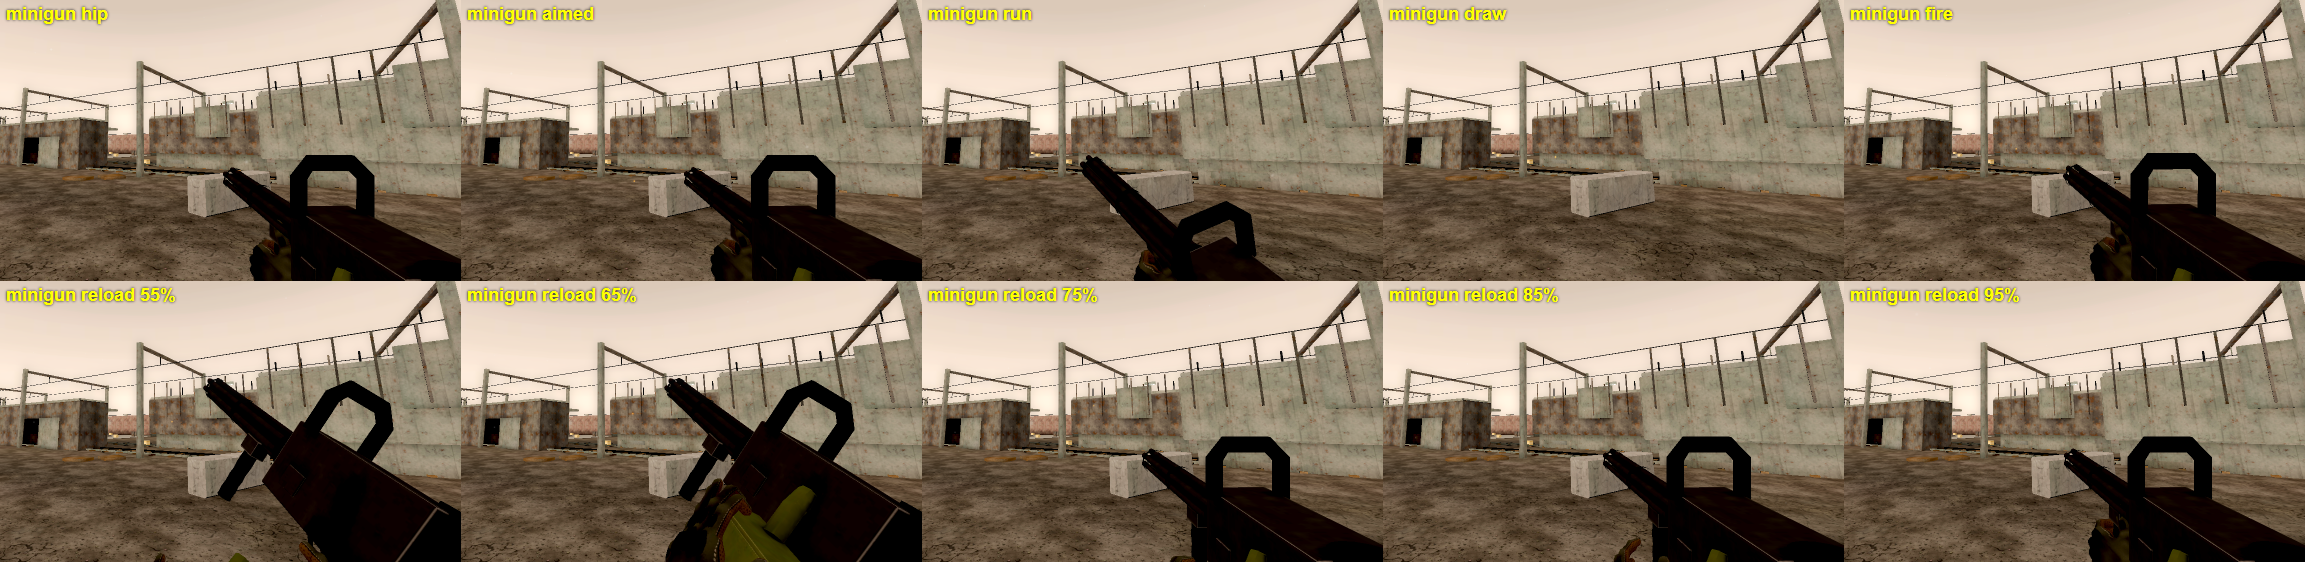 minigun hip
minigun aimed
minigun run
minigun draw
minigun fire
minigun reload 55%
minigun reload 65%
minigun reload 75%
minigun reload 85%
minigun reload 95%